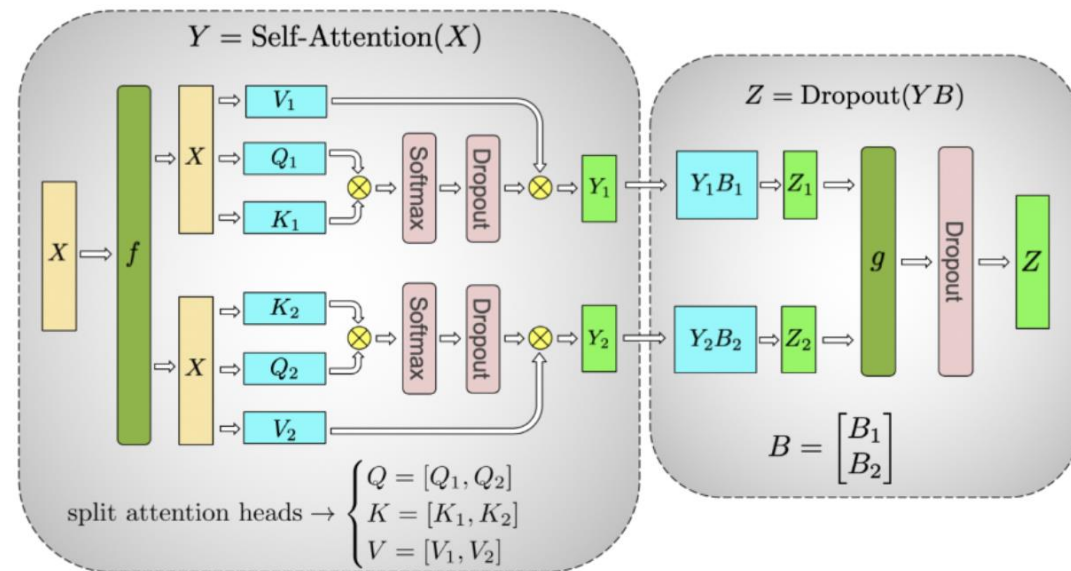 Y = Self-Attention(X)
X
f
X
V₁
Q₁
K₁
⊗
Softmax
Dropout
⊗
Y₁
X
K₂
Q₂
V₂
⊗
Softmax
Dropout
⊗
Y₂
split attention heads → { Q = [Q₁, Q₂]
K = [K₁, K₂]
V = [V₁, V₂]
Z = Dropout(YB)
Y₁B₁
Z₁
Y₂B₂
Z₂
g
Dropout
Z
B = [B₁
B₂]